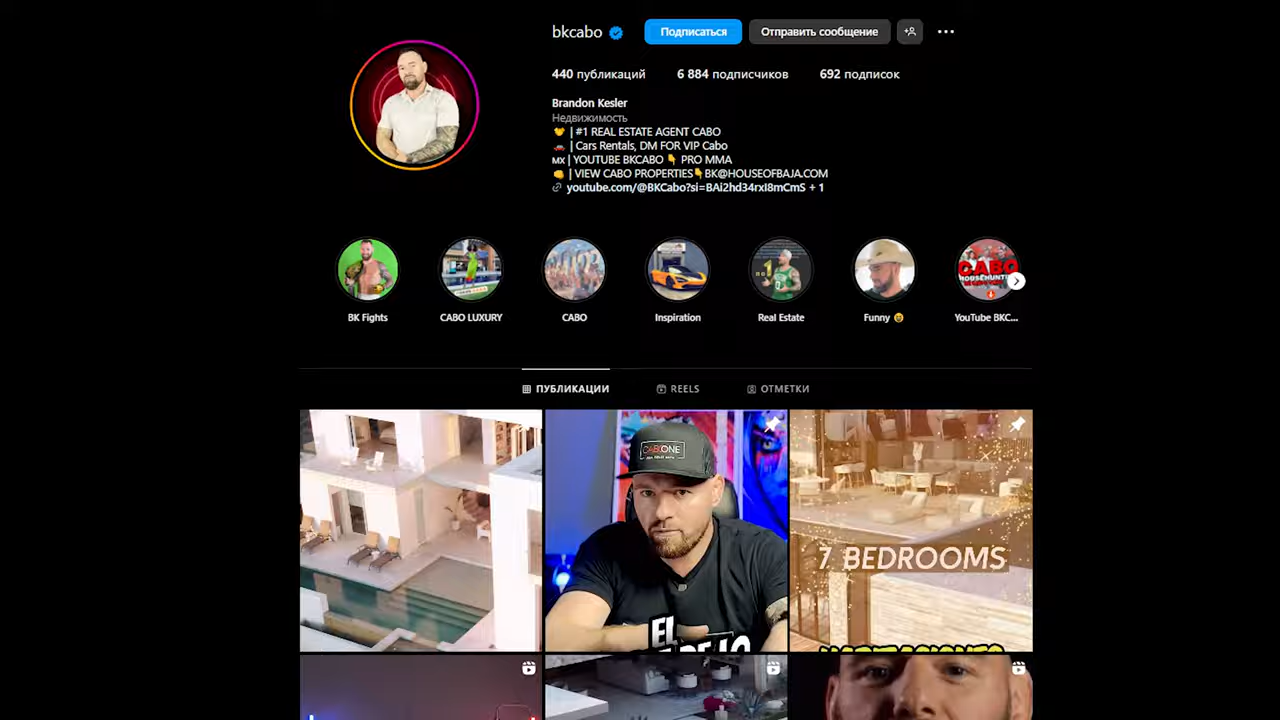 bkcabo
Подписаться
Отправить сообщение
440 публикаций
6 884 подписчиков
692 подписок
Brandon Kesler
Недвижимость
| #1 REAL ESTATE AGENT CABO
| Cars Rentals, DM FOR VIP Cabo
MX | YOUTUBE BKCABO 👇 PRO MMA
👊 | VIEW CABO PROPERTIES👇BK@HOUSEOFBAJA.COM
youtube.com/@BKCabo?si=BAi2hd34rxI8mCmS + 1
CABO
1
BK Fights
CABO LUXURY
CABO
Inspiration
Real Estate
Funny 😆
YouTube BKC...
ПУБЛИКАЦИИ
REELS
ОТМЕТКИ
7 BEDROOMS
EL
HABITACIONES